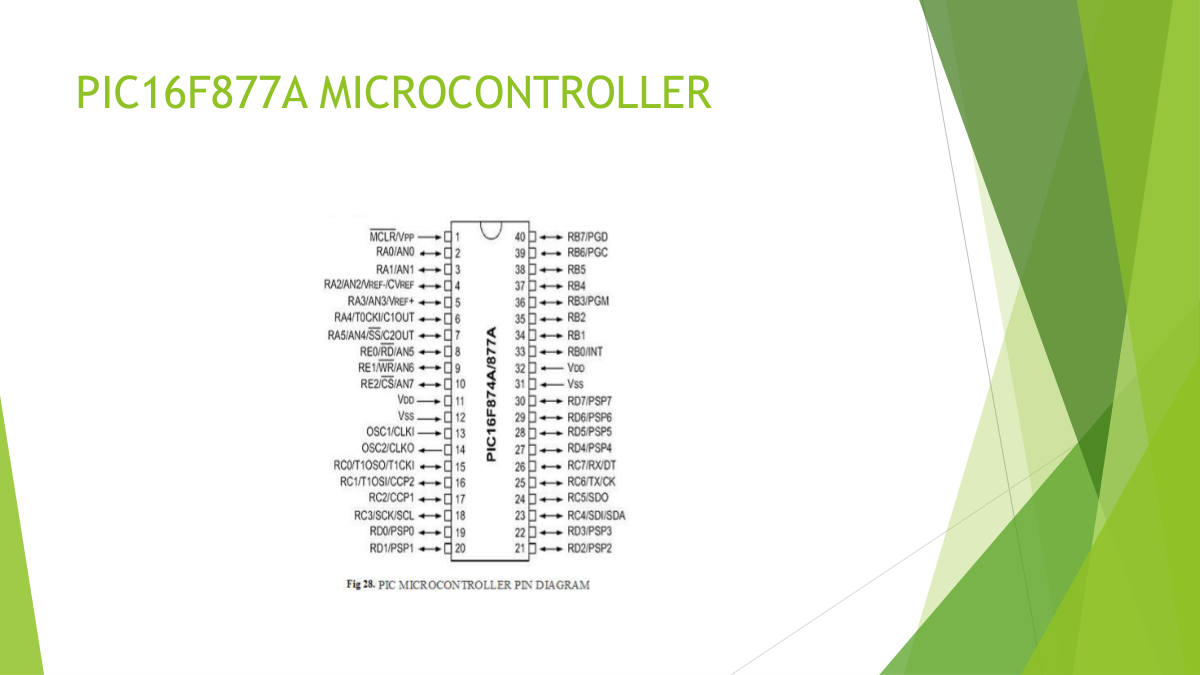 PIC16F877A MICROCONTROLLER
MCLR/VPP 1 40 RB7/PGD
RA0/AN0 2 39 RB6/PGC
RA1/AN1 3 38 RB5
RA2/AN2/VREF-/CVREF 4 37 RB4
RA3/AN3/VREF+ 5 36 RB3/PGM
RA4/T0CKI/C1OUT 6 35 RB2
RA5/AN4/SS/C2OUT 7 34 RB1
RE0/RD/AN5 8 33 RB0/INT
RE1/WR/AN6 9 32 VDD
RE2/CS/AN7 10 31 VSS
VDD 11 30 RD7/PSP7
VSS 12 29 RD6/PSP6
OSC1/CLKI 13 28 RD5/PSP5
OSC2/CLKO 14 27 RD4/PSP4
RC0/T1OSO/T1CKI 15 26 RC7/RX/DT
RC1/T1OSI/CCP2 16 25 RC6/TX/CK
RC2/CCP1 17 24 RC5/SDO
RC3/SCK/SCL 18 23 RC4/SDI/SDA
RD0/PSP0 19 22 RD3/PSP3
RD1/PSP1 20 21 RD2/PSP2
PIC16F874A/877A
Fig 28. PIC MICROCONTROLLER PIN DIAGRAM